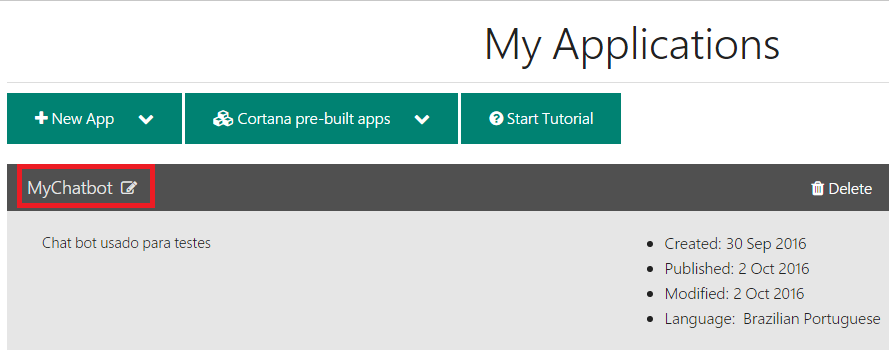 My Applications
New App Cortana pre-built apps Start Tutorial
MyChatbot Delete
Chat bot usado para testes
Created: 30 Sep 2016
Published: 2 Oct 2016
Modified: 2 Oct 2016
Language: Brazilian Portuguese